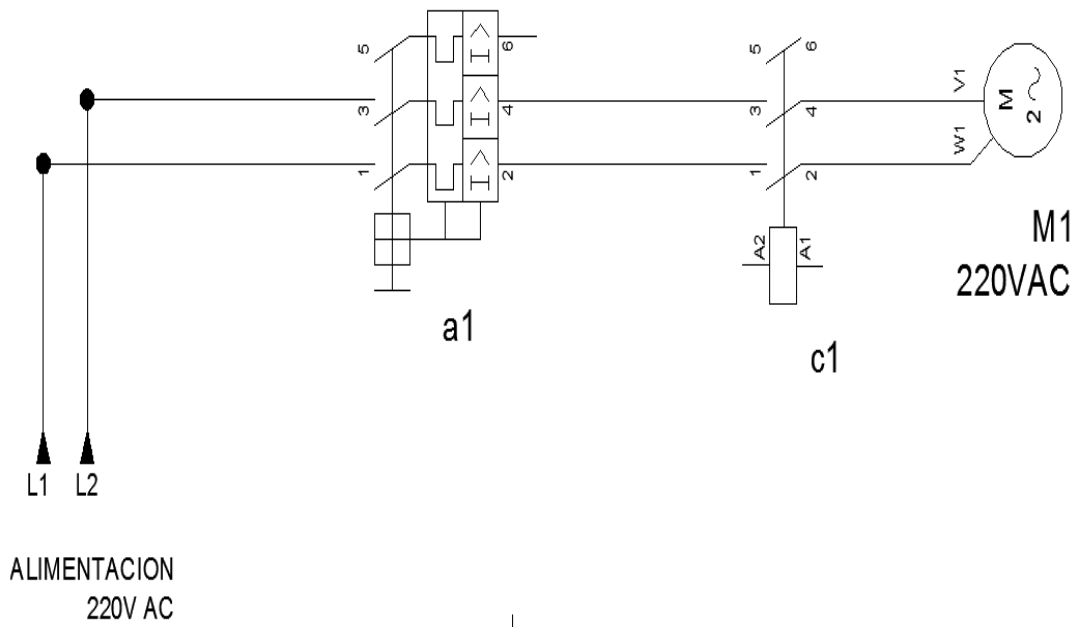 5
6
3
4
1
2
I >
I >
I >
a1
5
6
3
4
1
2
A2
A1
c1
V1
W1
M
2 ~
M1
220VAC
L1 L2
ALIMENTACION
220V AC